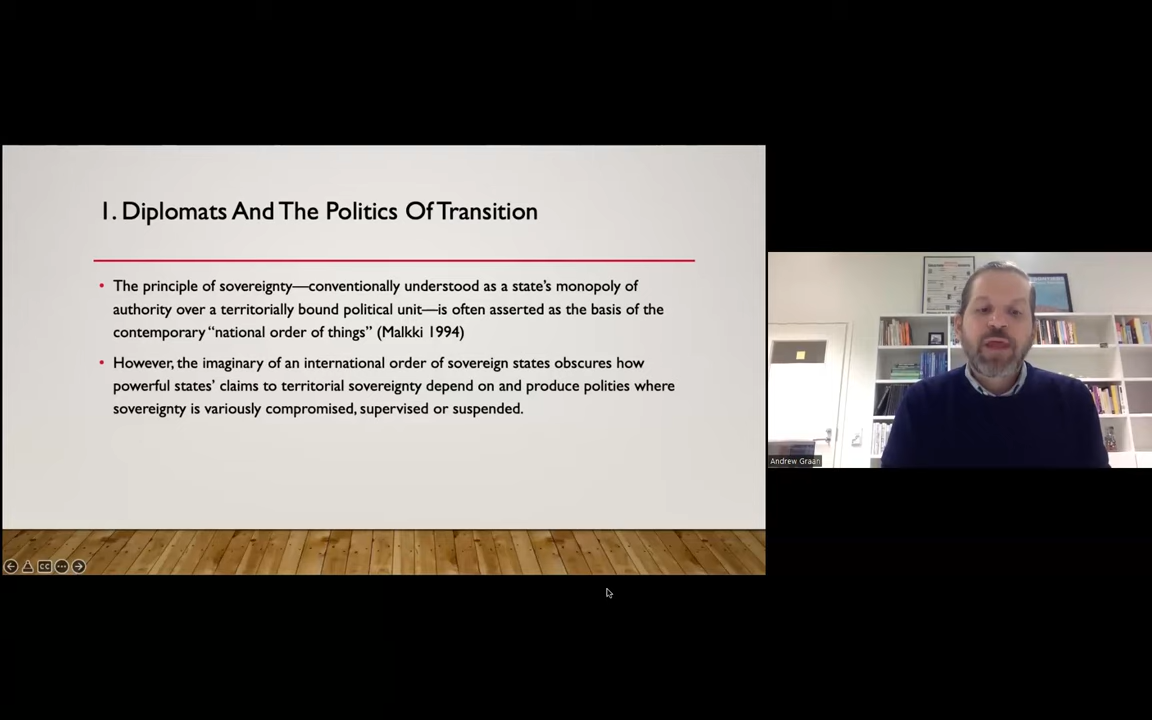 1. Diplomats And The Politics Of Transition
• The principle of sovereignty—conventionally understood as a state’s monopoly of
authority over a territorially bound political unit—is often asserted as the basis of the
contemporary “national order of things” (Malkki 1994)
• However, the imaginary of an international order of sovereign states obscures how
powerful states’ claims to territorial sovereignty depend on and produce polities where
sovereignty is variously compromised, supervised or suspended.
CC
Andrew Graan